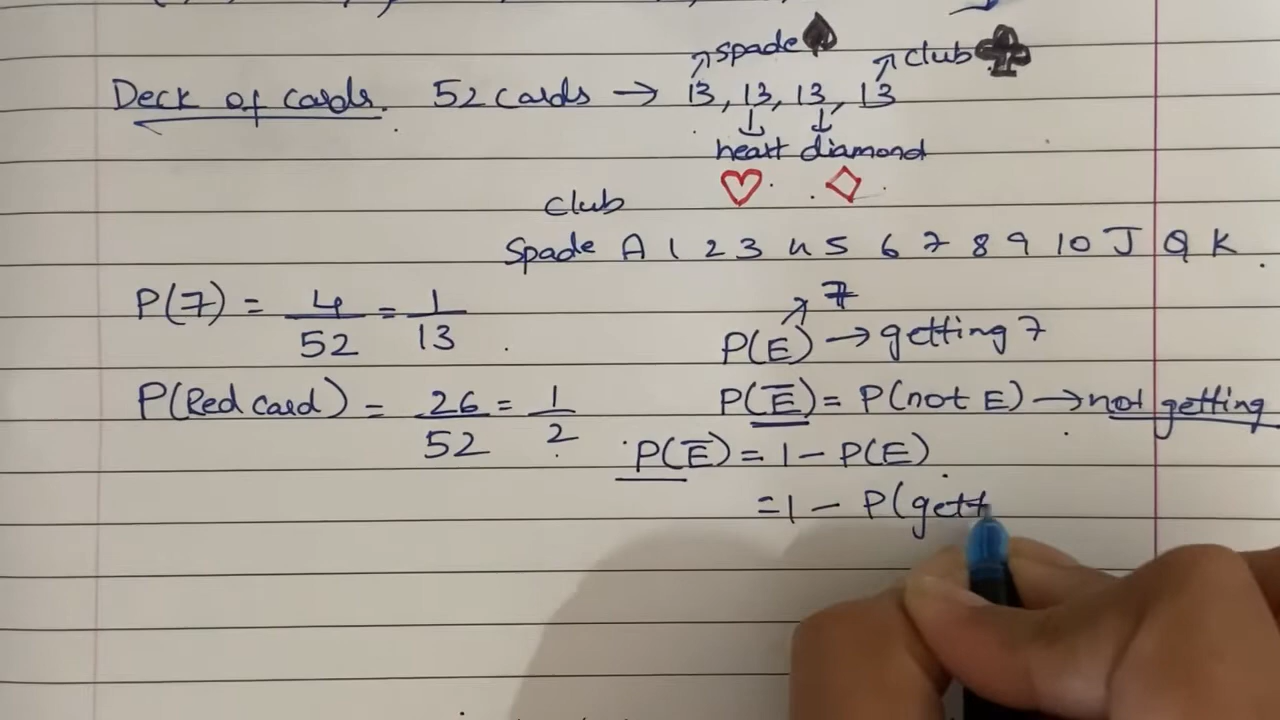 spade club
Deck of cards. 52 cards → 13, 13, 13, 13
heart diamond
club
Spade A 1 2 3 4 5 6 7 8 9 10 J Q K
7
P(7) = 4/52 = 1/13 P(E) → getting 7
P(Red card) = 26/52 = 1/2 P(E̅) = P(not E) → not getting
P(E̅) = 1 - P(E)
= 1 - P(gett